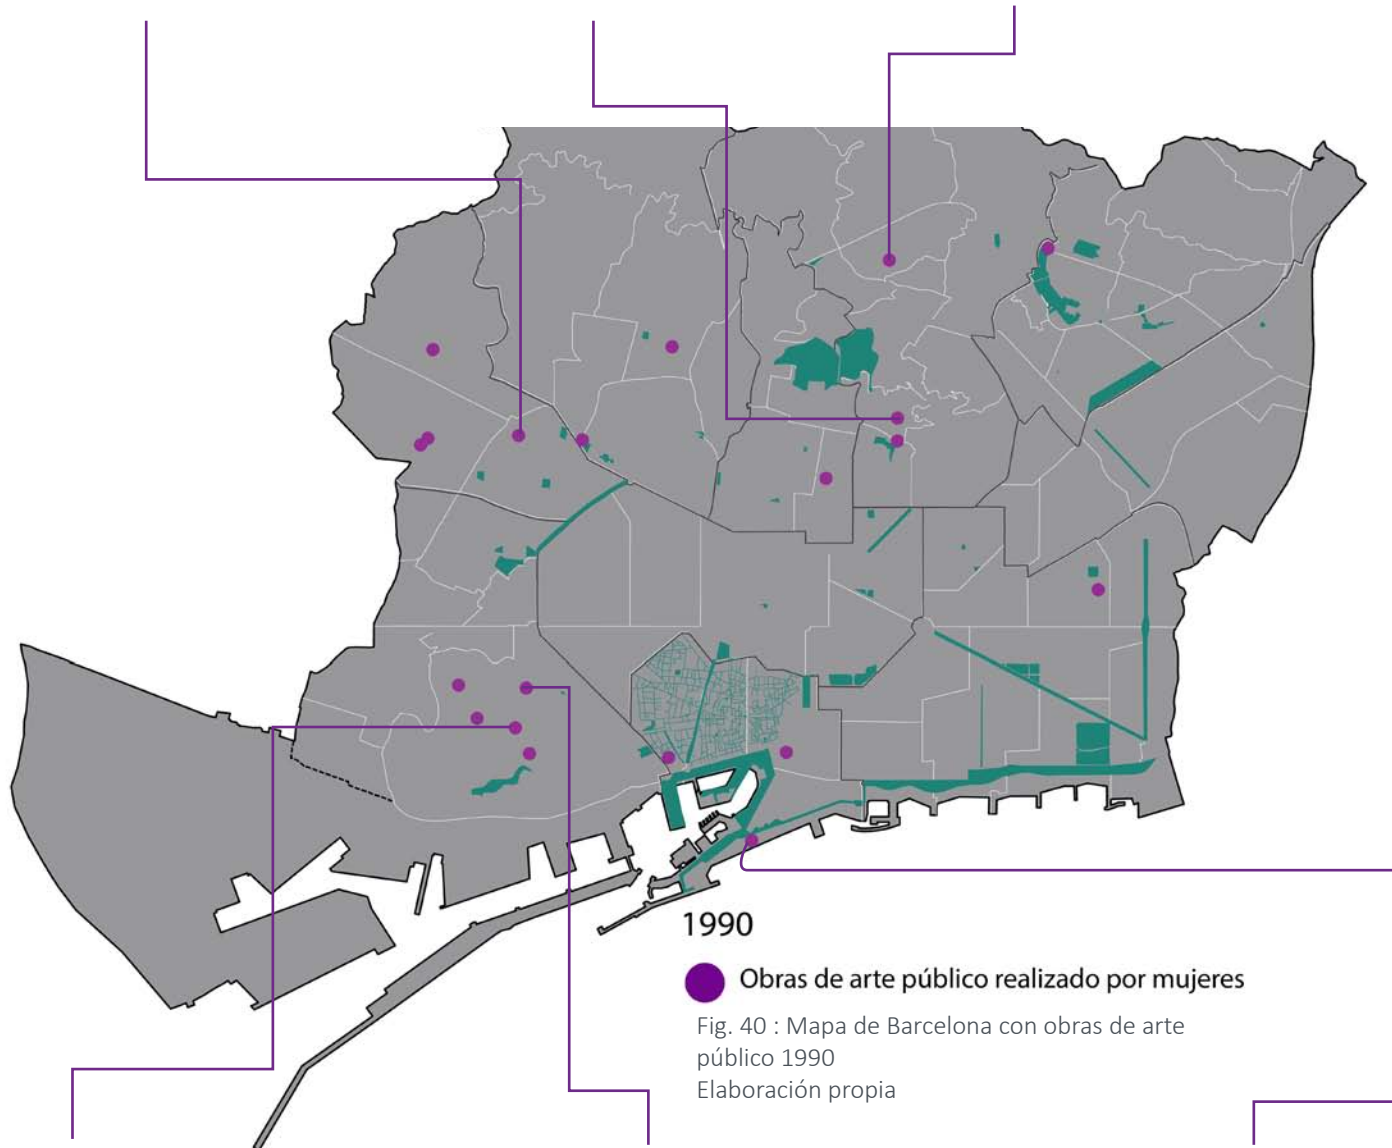 1990
Obras de arte público realizado por mujeres
Fig. 40 : Mapa de Barcelona con obras de arte
público 1990
Elaboración propia